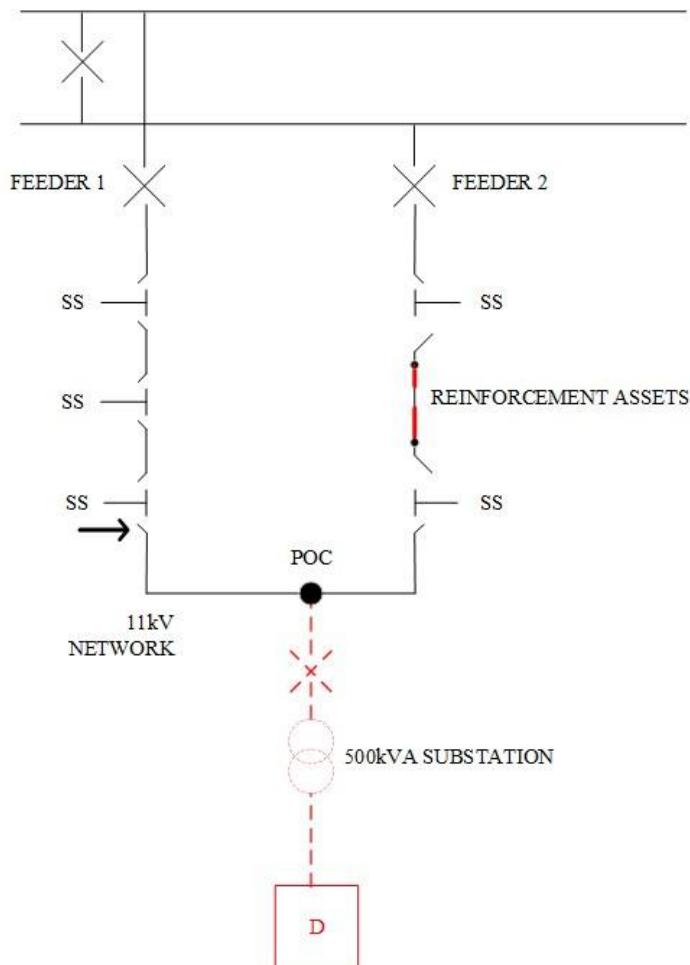 FEEDER 1
FEEDER 2
SS
SS
SS
REINFORCEMENT ASSETS
SS
SS
POC
11kV
NETWORK
500kVA SUBSTATION
D